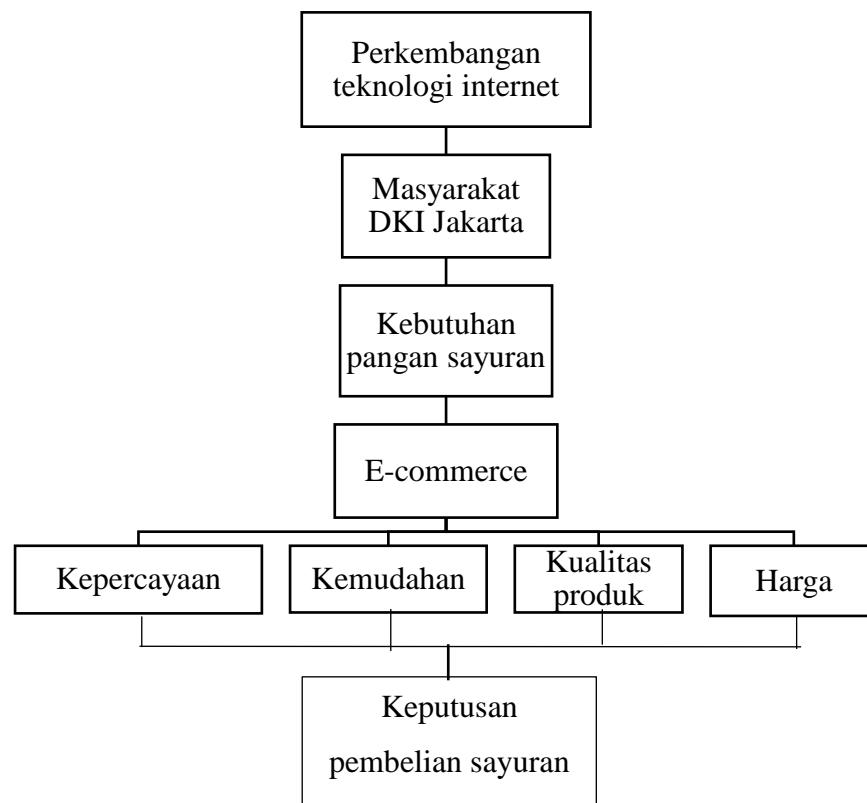 Perkembangan
teknologi internet
Masyarakat
DKI Jakarta
Kebutuhan
pangan sayuran
E-commerce
Kepercayaan
Kemudahan
Kualitas
produk
Harga
Keputusan
pembelian sayuran